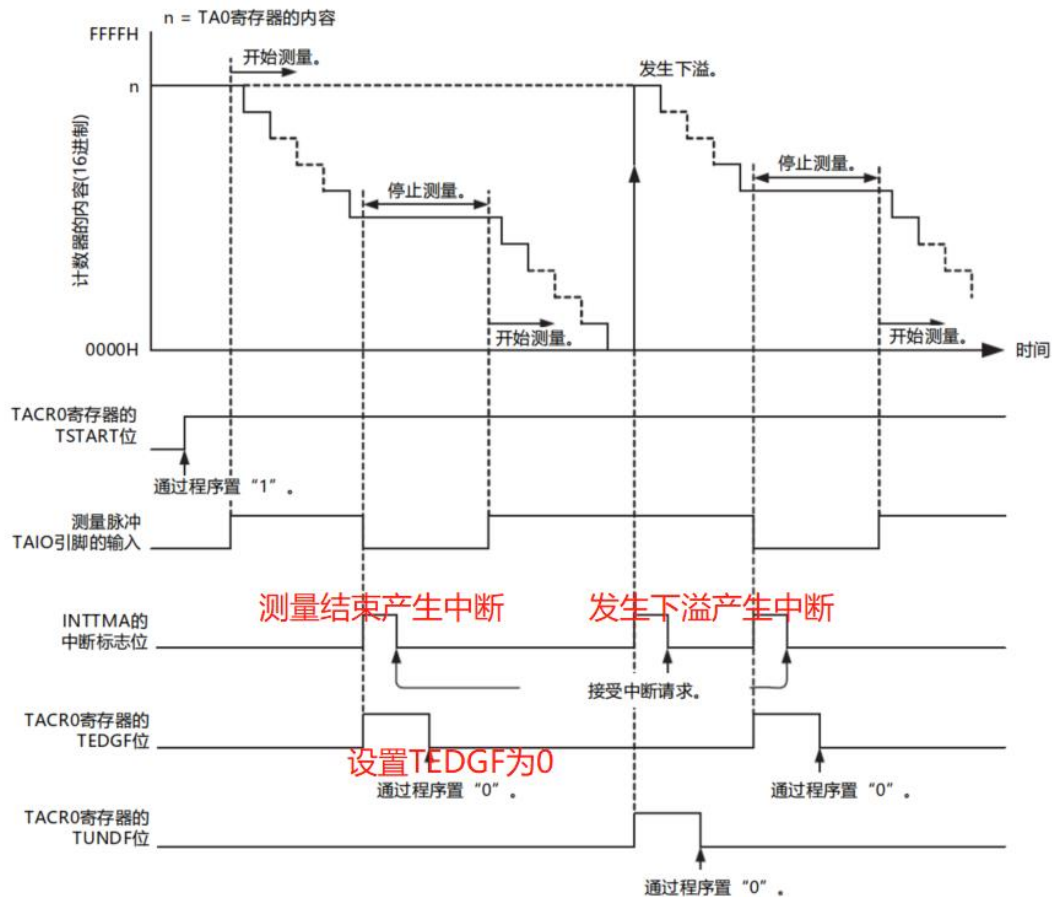 n = TA0寄存器的内容
FFFFH
开始测量。
发生下溢。
n
计数器的内容(16进制)
停止测量。
停止测量。
开始测量。
开始测量。
0000H
时间
TACR0寄存器的
TSTART位
通过程序置“1”。
测量脉冲
TAIO引脚的输入
测量结束产生中断
发生下溢产生中断
INTTMA的
中断标志位
接受中断请求。
TACR0寄存器的
TEDGF位
设置TEDGF为0
通过程序置“0”。
通过程序置“0”。
TACR0寄存器的
TUNDF位
通过程序置“0”。